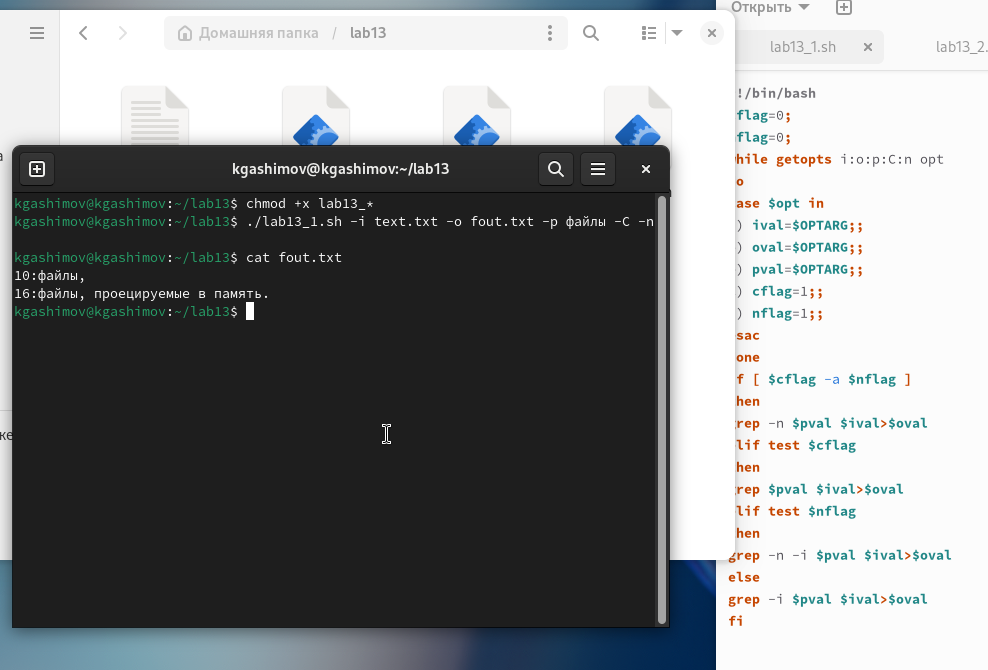 Открыть
Домашняя папка / lab13
lab13_1.sh
lab13_2.
kgashimov@kgashimov:~/lab13
kgashimov@kgashimov:~/lab13$ chmod +x lab13_*
kgashimov@kgashimov:~/lab13$ ./lab13_1.sh -i text.txt -o fout.txt -p файлы -C -n
kgashimov@kgashimov:~/lab13$ cat fout.txt
10:файлы,
16:файлы, проецируемые в память.
kgashimov@kgashimov:~/lab13$
!/bin/bash
flag=0;
flag=0;
hile getopts i:o:p:C:n opt
o
ase $opt in
) ival=$OPTARG;;
) oval=$OPTARG;;
) pval=$OPTARG;;
) cflag=1;;
) nflag=1;;
sac
one
f [ $cflag -a $nflag ]
hen
rep -n $pval $ival>$oval
lif test $cflag
hen
rep $pval $ival>$oval
lif test $nflag
hen
grep -n -i $pval $ival>$oval
else
grep -i $pval $ival>$oval
fi